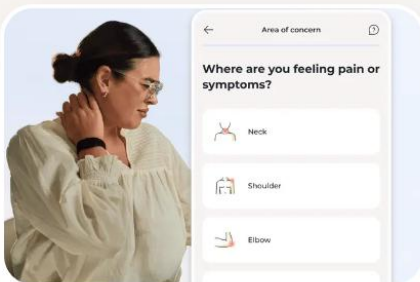 Area of concern
Where are you feeling pain or
symptoms?
Neck
Shoulder
Elbow